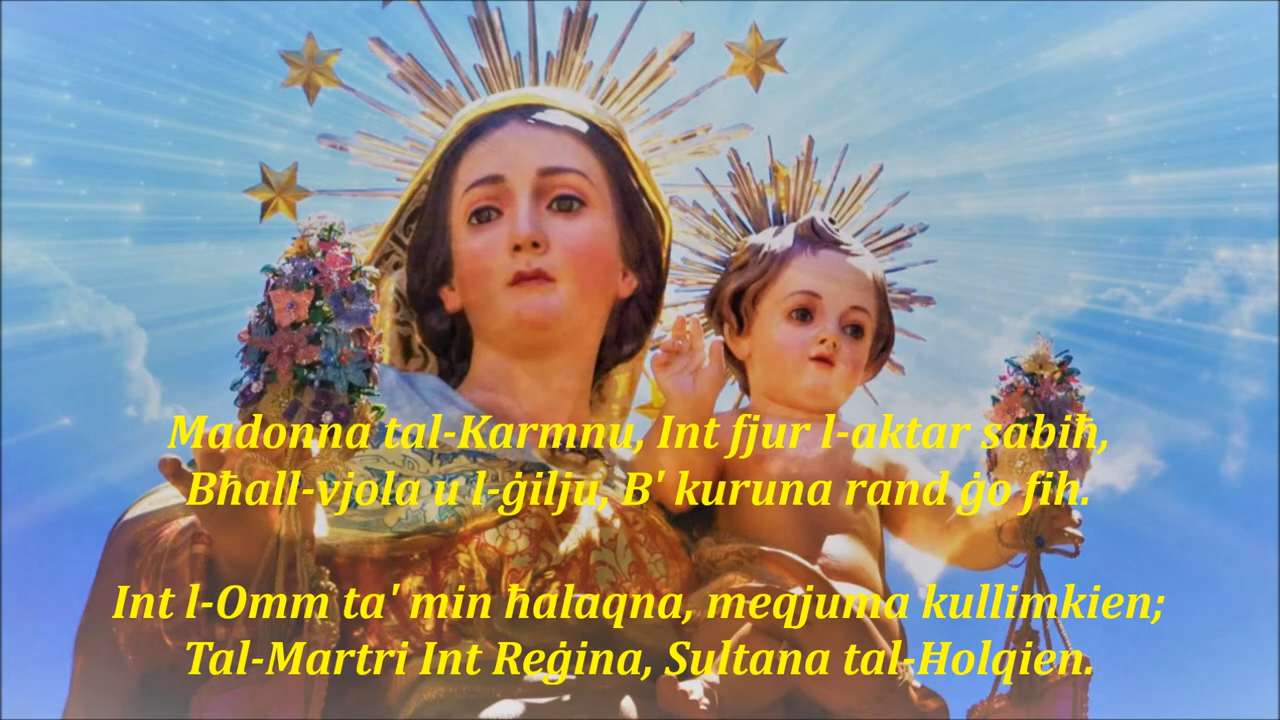 Madonna tal-Karmnu, Int fjur l-aktar sabiħ,
Bħall-vjola u l-ġilju, B' kuruna rand ġo fih.
Int l-Omm ta' min ħalaqna, meqjuma kullimkien;
Tal-Martri Int Reġina, Sultana tal-Ħolqien.